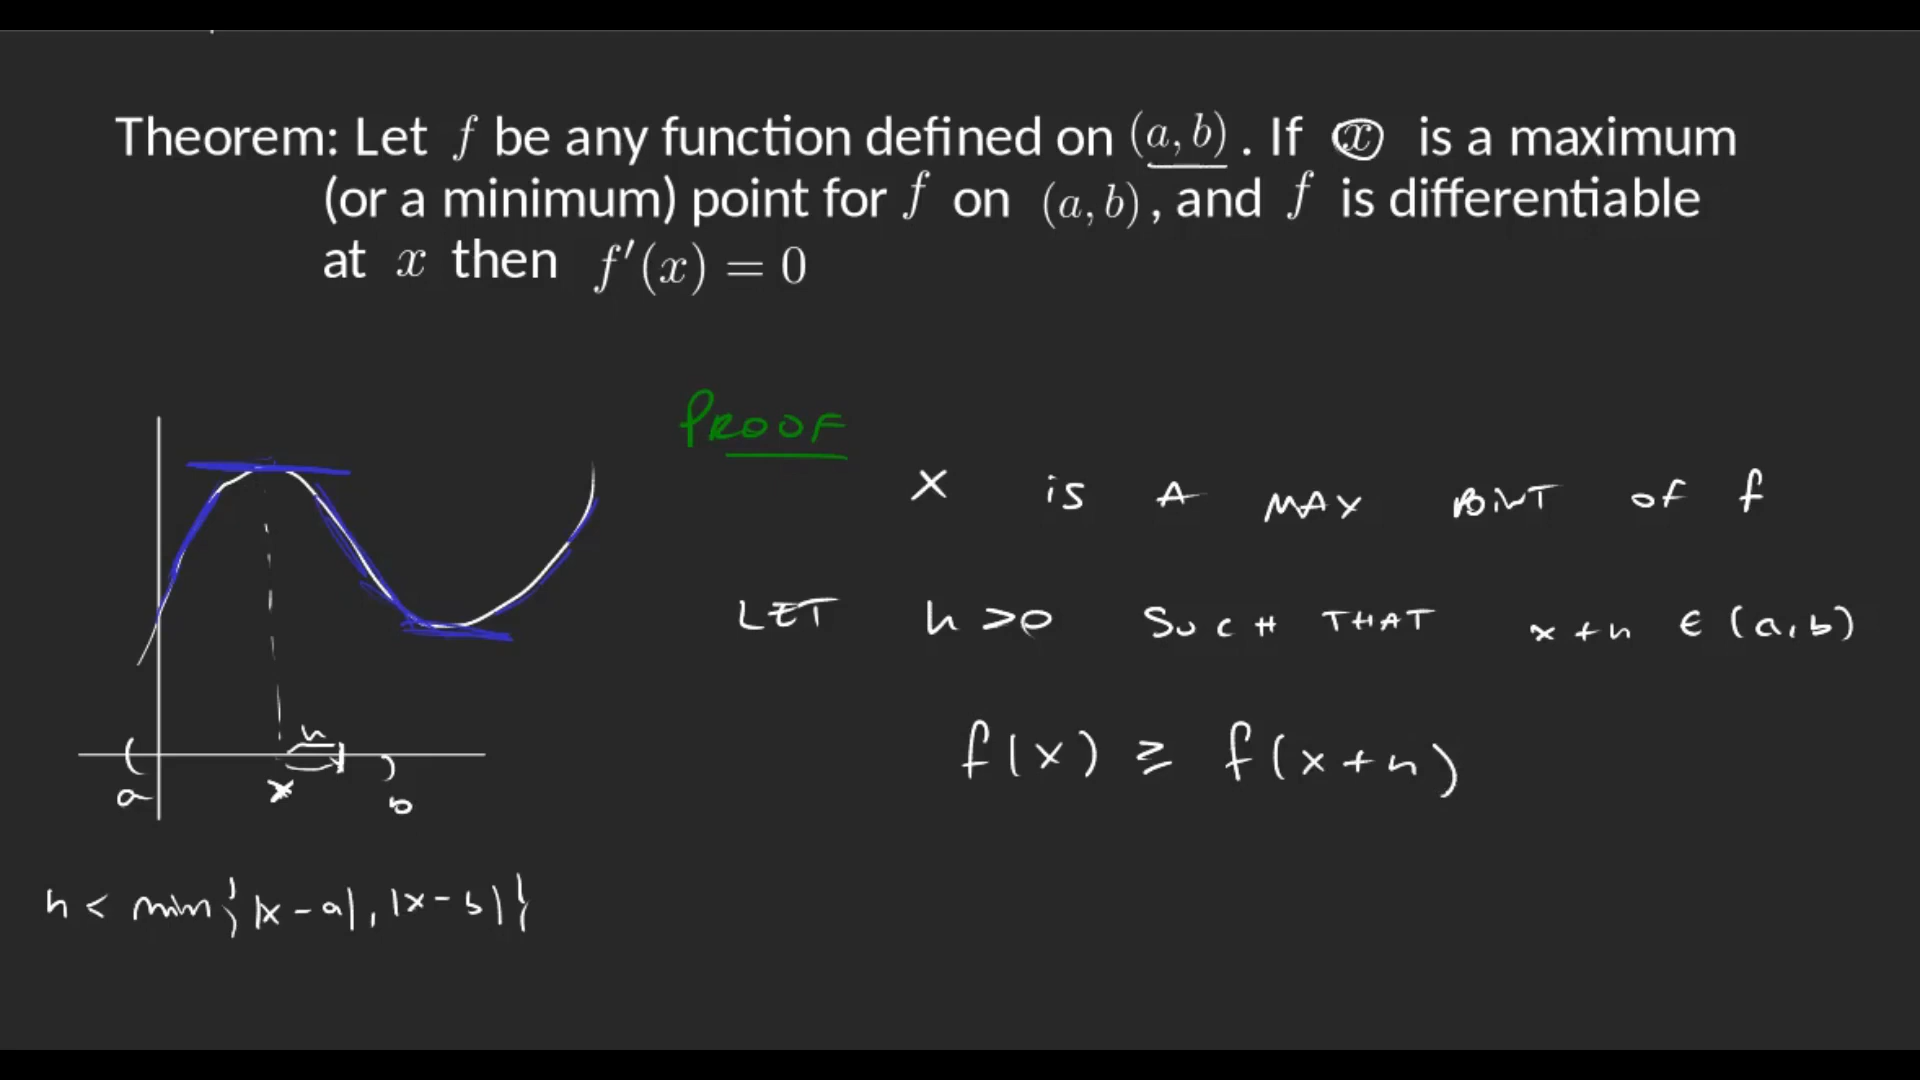 Theorem: Let f be any function defined on (a, b). If x is a maximum
(or a minimum) point for f on (a, b), and f is differentiable
at x then f'(x) = 0
PROOF
x is A MAX POINT OF f
LET h > 0 SUCH THAT x + h ∈ (a, b)
f(x) ≥ f(x + h)
h
a x b
h < min{|x - a|, |x - b|}